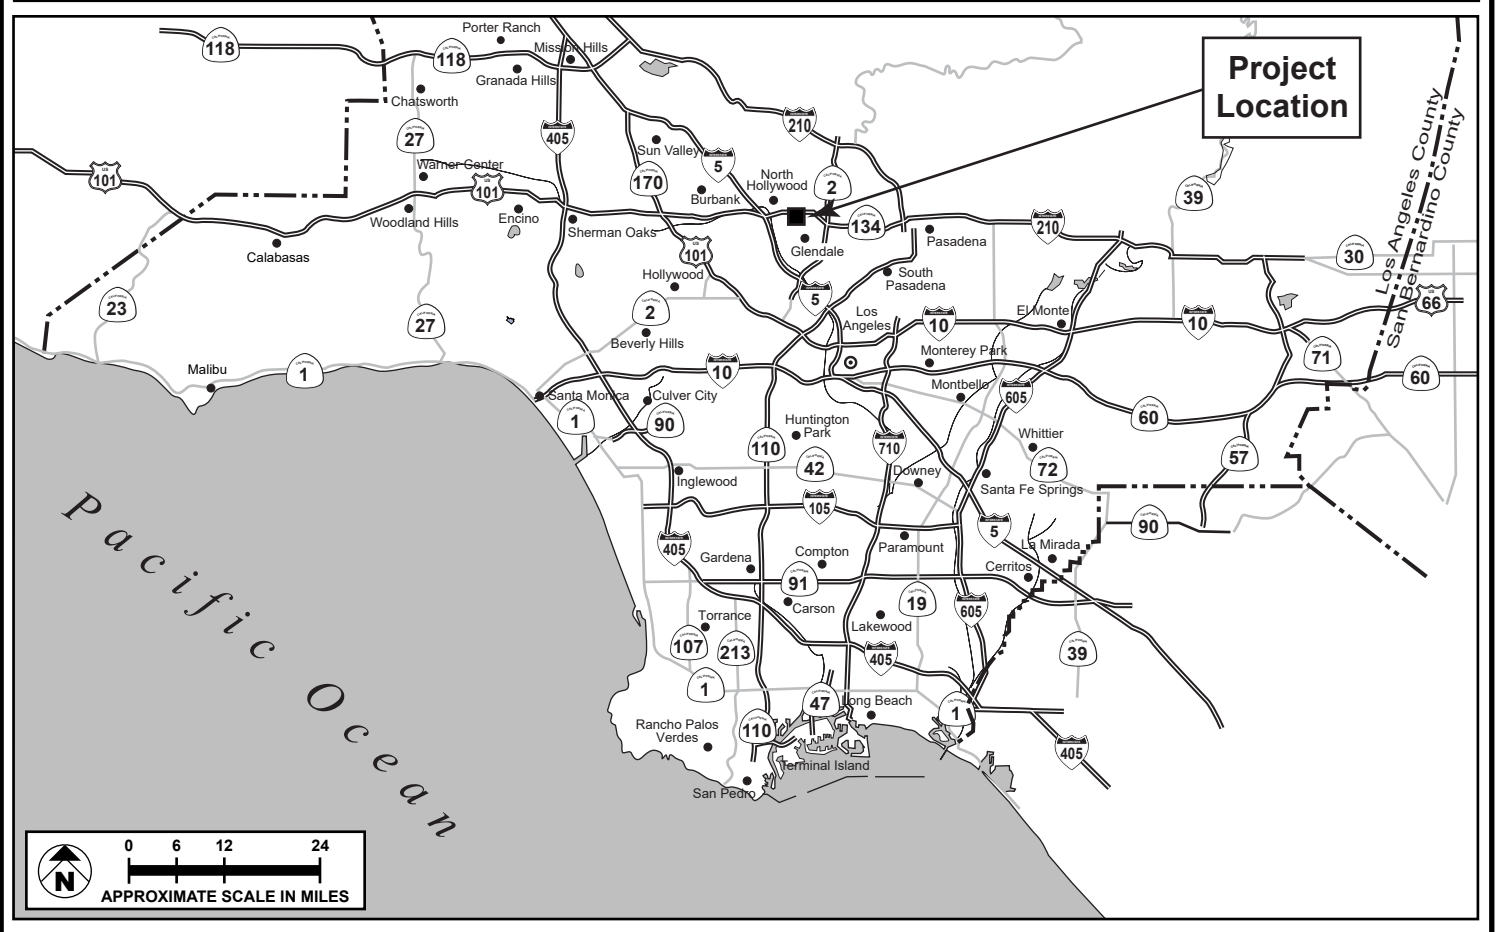 Porter Ranch
118
118
Mission Hills
Granada Hills
Chatsworth
Project
Location
27
405
210
Sun Valley
5
Warner Center
US
101
US
101
170
North
Hollywood
2
Burbank
39
Woodland Hills
Encino
Sherman Oaks
134
210
Pasadena
Glendale
Calabasas
US
101
Los Angeles County
San Bernardino County
30
Hollywood
South
Pasadena
23
27
2
5
Los
Angeles
10
El Monte
10
US
66
Beverly Hills
Malibu
1
10
Monterey Park
71
60
Montbello
605
Santa Monica
Culver City
1
90
Huntington
Park
60
110
710
Whittier
42
72
57
Downey
Inglewood
Santa Fe Springs
105
5
90
405
Gardena
Compton
Paramount
La Mirada
Cerritos
91
19
605
Carson
Torrance
Lakewood
107
213
405
39
1
47
Long Beach
1
Rancho Palos
Verdes
110
405
Terminal Island
San Pedro
Pacific Ocean
N
0 6 12 24
APPROXIMATE SCALE IN MILES